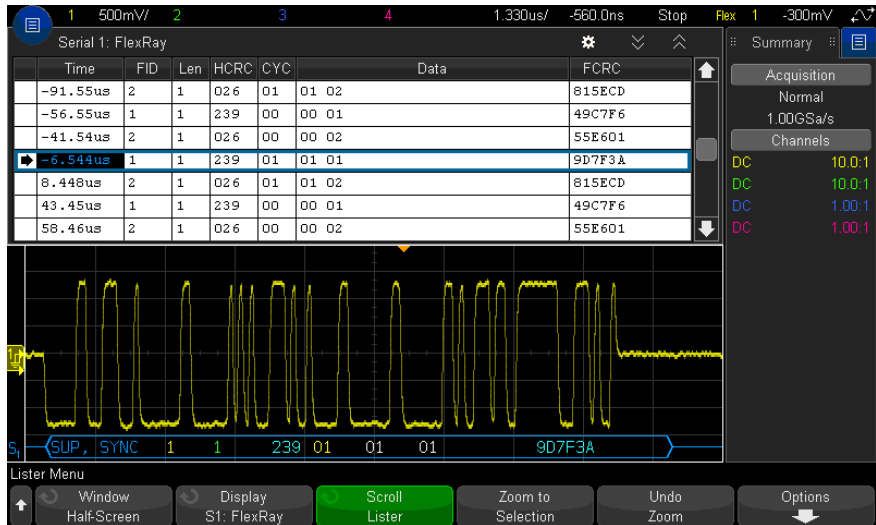 1 500mV/ 2 3 4 1.330us/ -560.0ns Stop Flex 1 -300mV
Serial 1: FlexRay
Summary
Time FID Len HCRC CYC Data FCRC
-91.55us 2 1 026 01 01 02 815ECD
-56.55us 1 1 239 00 00 01 49C7F6
-41.54us 2 1 026 00 00 02 55E601
-6.544us 1 1 239 01 01 01 9D7F3A
8.448us 2 1 026 01 01 02 815ECD
43.45us 1 1 239 00 00 01 49C7F6
58.46us 2 1 026 00 00 02 55E601
Acquisition
Normal
1.00GSa/s
Channels
DC 10.0:1
DC 10.0:1
DC 1.00:1
DC 1.00:1
1
S1 SUP, SYNC 1 1 239 01 01 01 9D7F3A
Lister Menu
Window
Half-Screen
Display
S1: FlexRay
Scroll
Lister
Zoom to
Selection
Undo
Zoom
Options